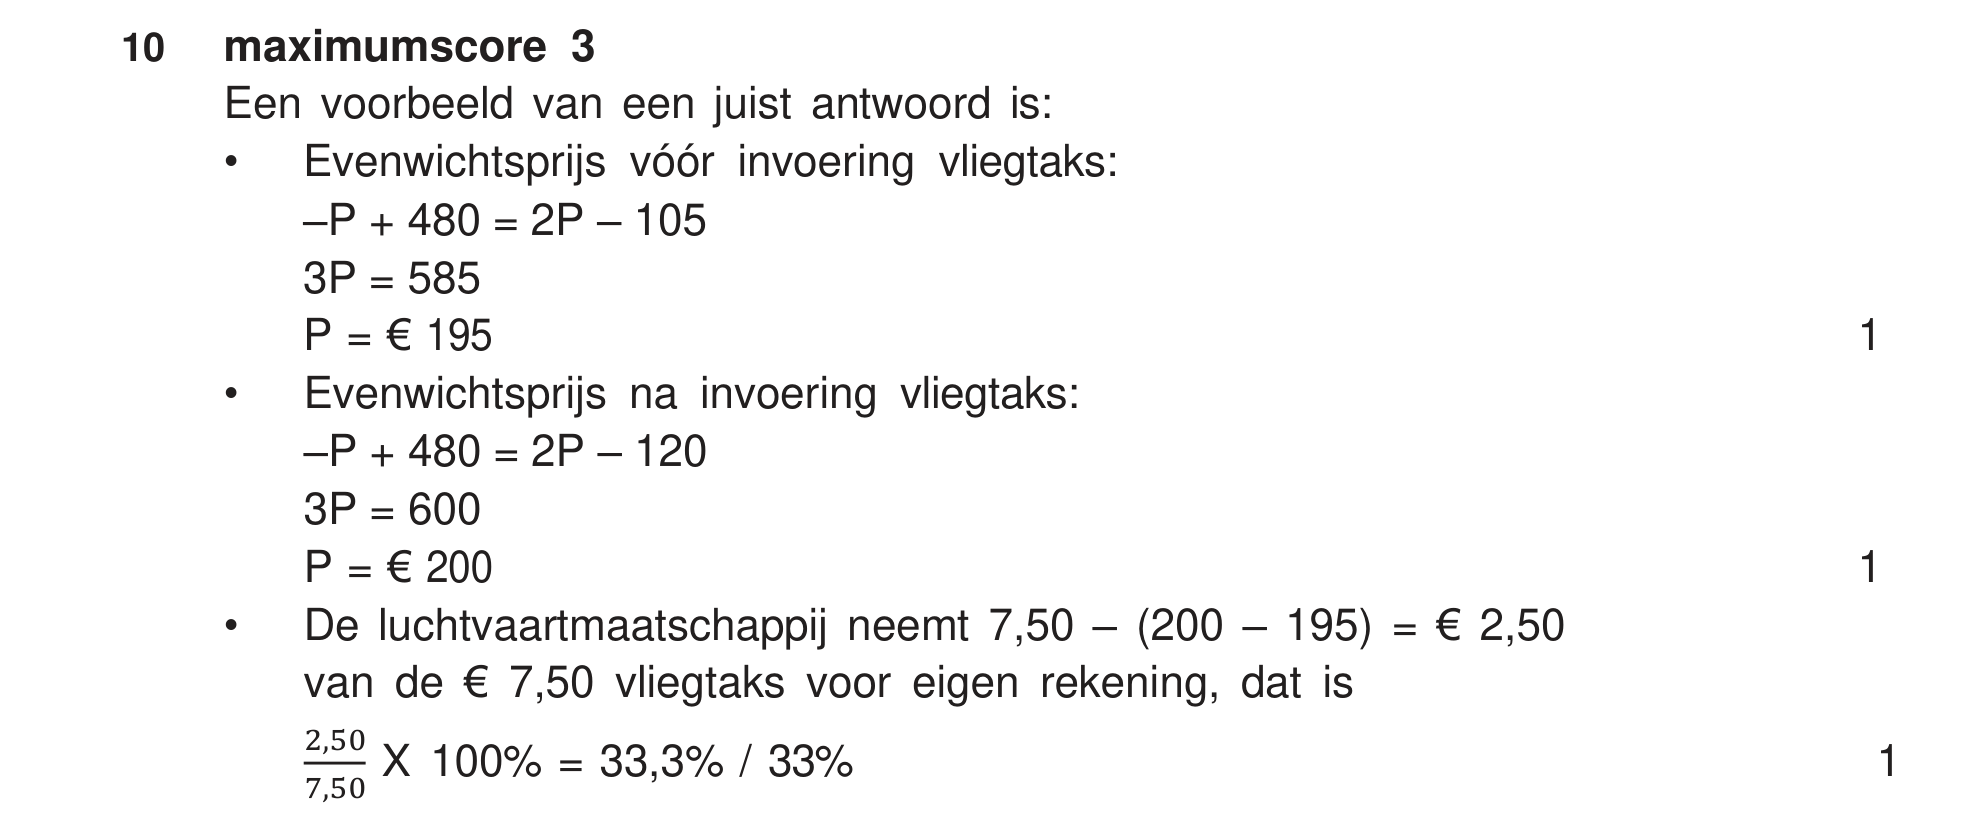 10 maximumscore 3
Een voorbeeld van een juist antwoord is:
• Evenwichtsprijs vóór invoering vliegtaks:
–P + 480 = 2P – 105
3P = 585
P = € 195 1
• Evenwichtsprijs na invoering vliegtaks:
–P + 480 = 2P – 120
3P = 600
P = € 200 1
• De luchtvaartmaatschappij neemt 7,50 – (200 – 195) = € 2,50
van de € 7,50 vliegtaks voor eigen rekening, dat is
2,50/7,50 X 100% = 33,3% / 33% 1